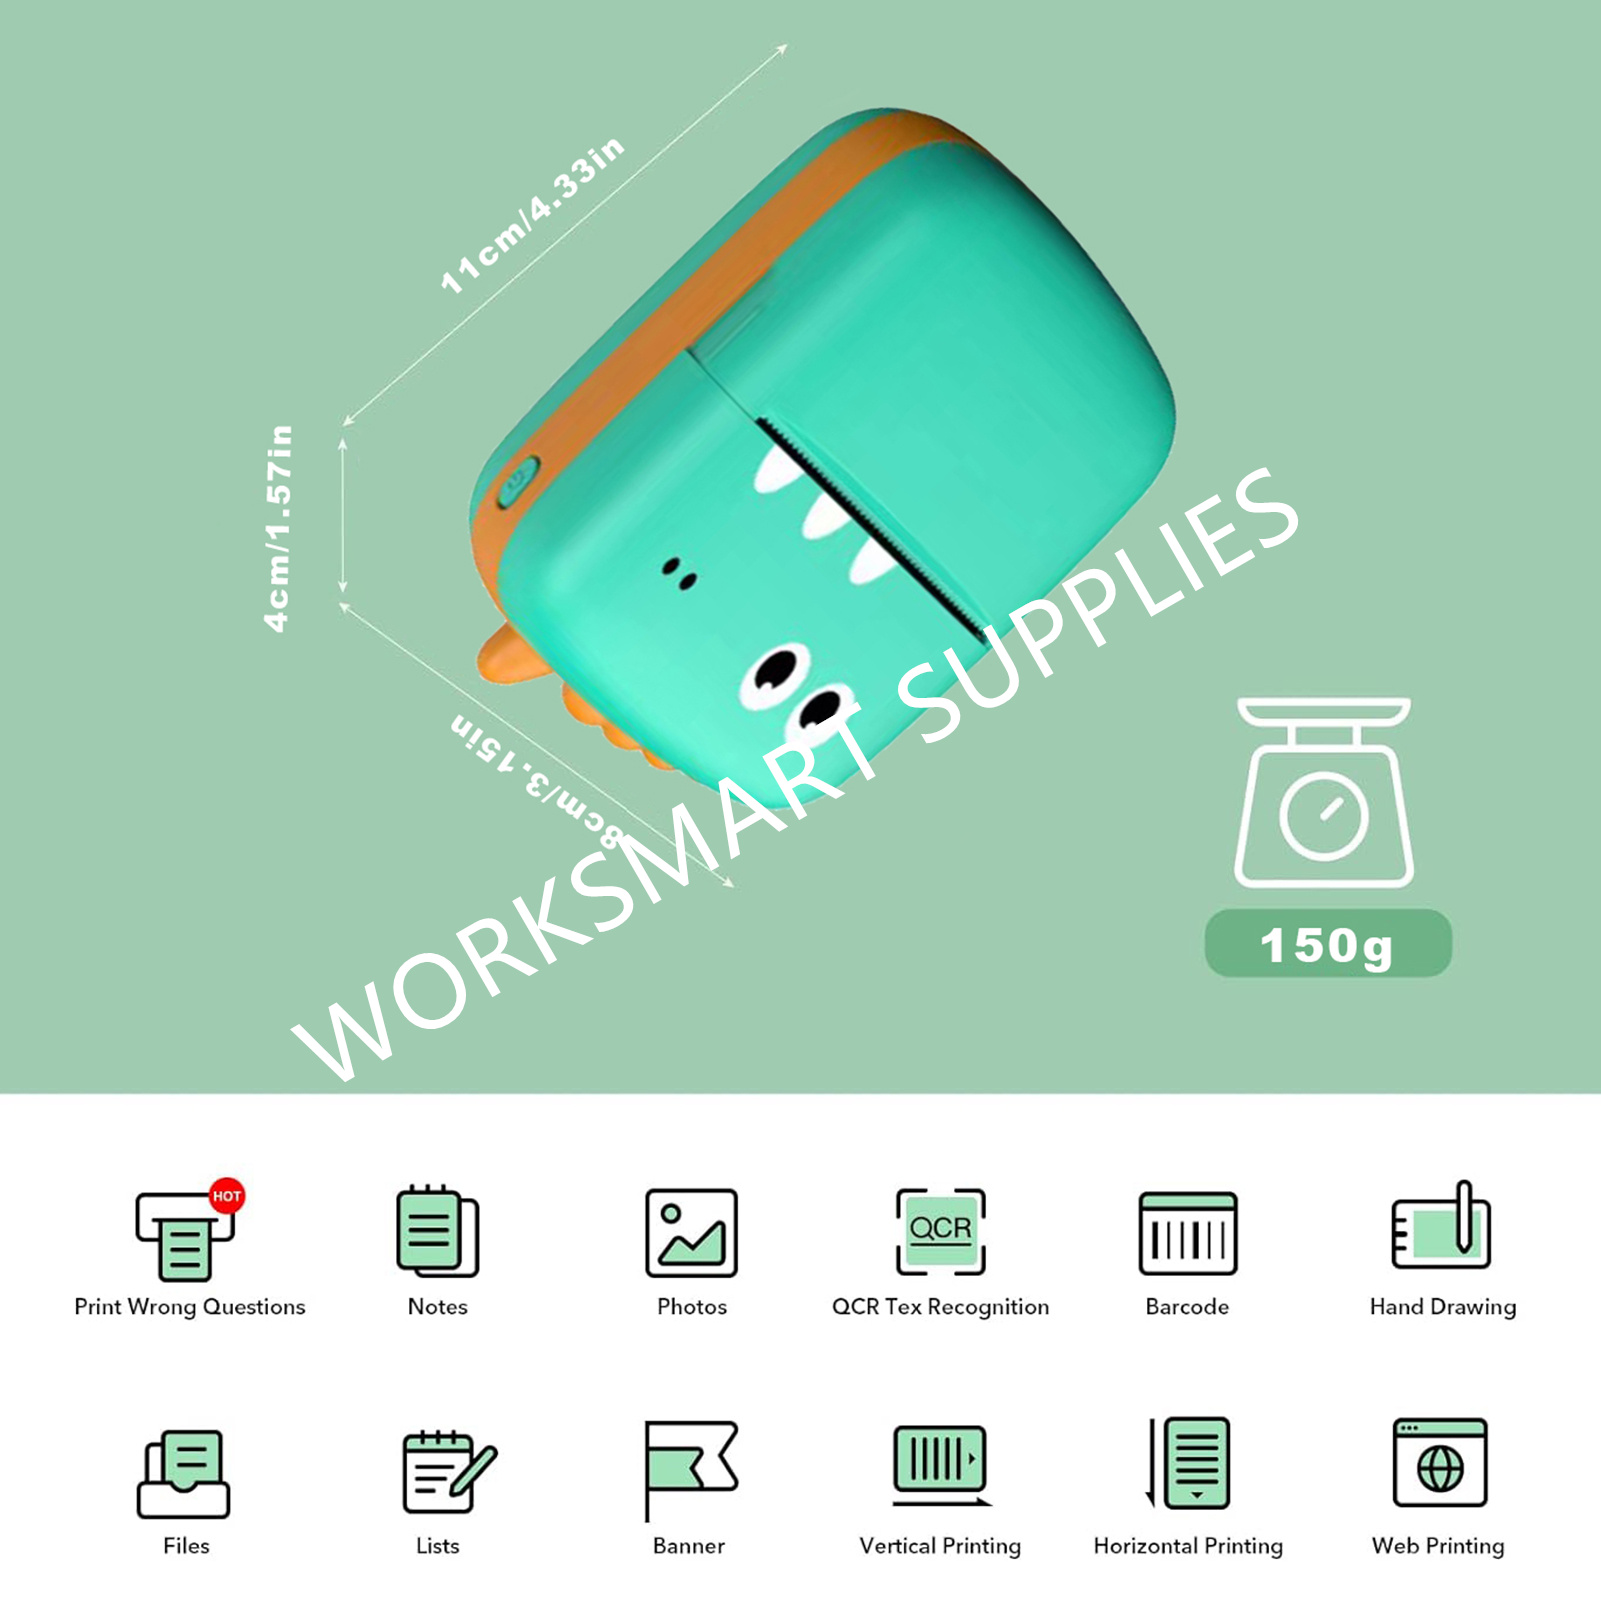 11cm/4.33in
4cm/1.57in
8cm/3.15in
WORKSMART SUPPLIES
150g
HOT
QCR
Print Wrong Questions
Notes
Photos
QCR Tex Recognition
Barcode
Hand Drawing
Files
Lists
Banner
Vertical Printing
Horizontal Printing
Web Printing